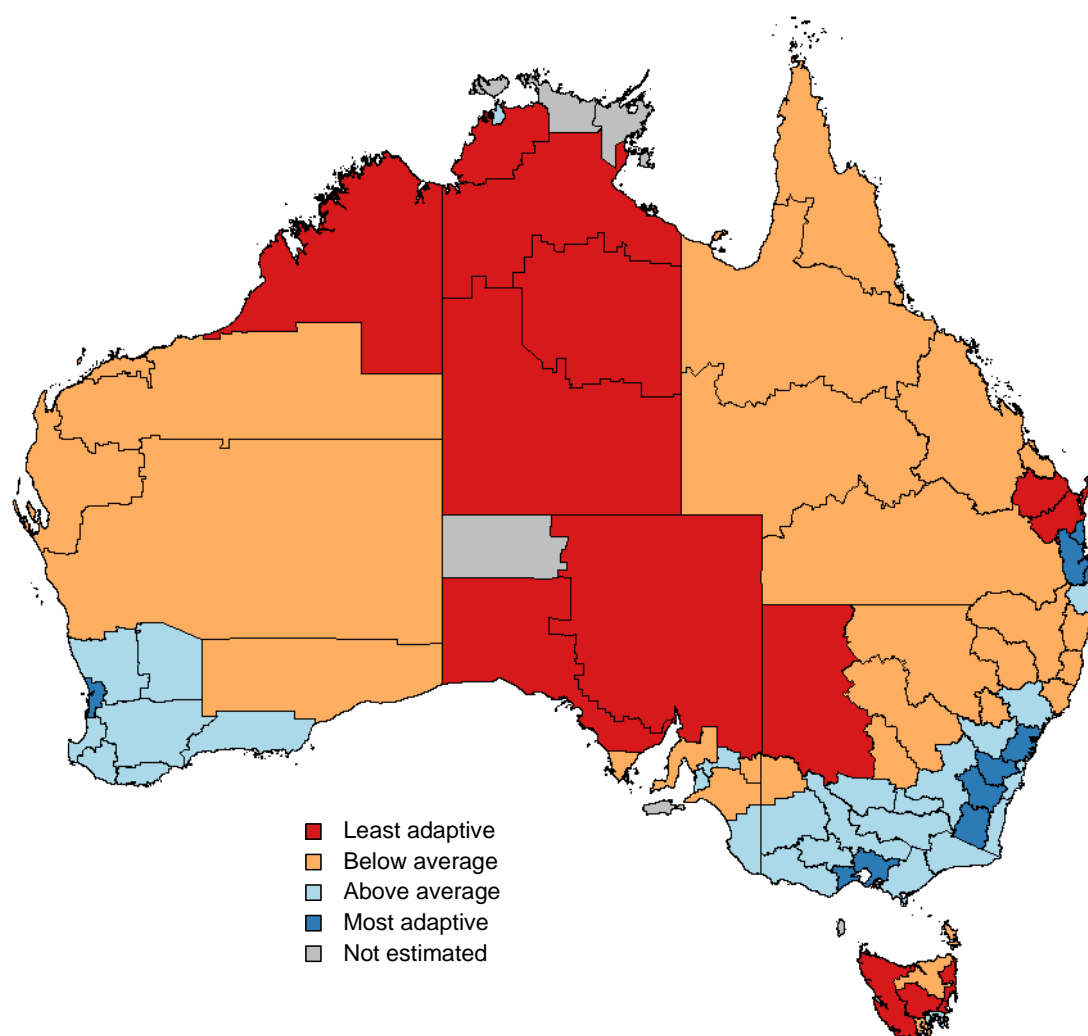 Least adaptive
Below average
Above average
Most adaptive
Not estimated